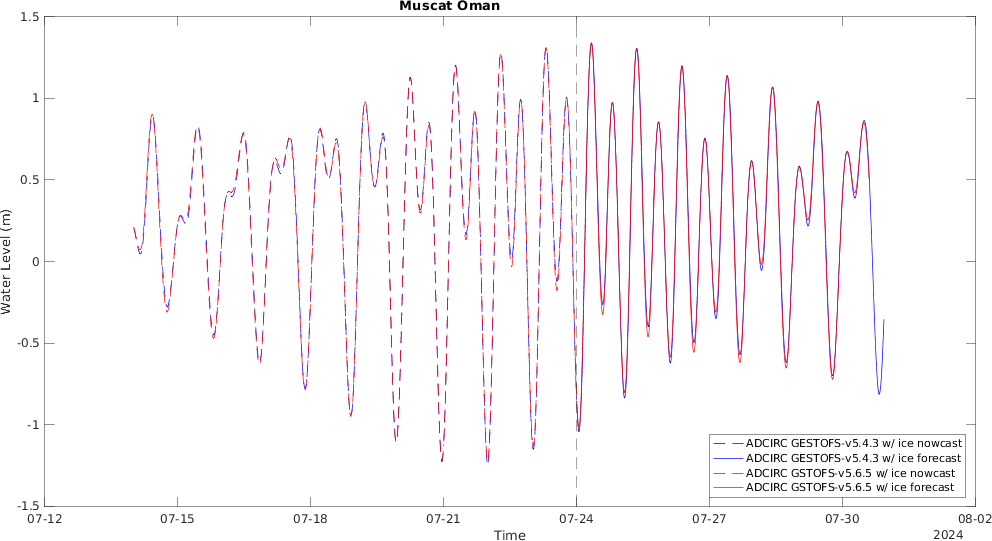 Muscat Oman
1.5
1
0.5
0
-0.5
-1
-1.5
Water Level (m)
07-12
07-15
07-18
07-21
07-24
07-27
07-30
08-02
Time
2024
ADCIRC GESTOFS-v5.4.3 w/ ice nowcast
ADCIRC GESTOFS-v5.4.3 w/ ice forecast
ADCIRC GSTOFS-v5.6.5 w/ ice nowcast
ADCIRC GSTOFS-v5.6.5 w/ ice forecast